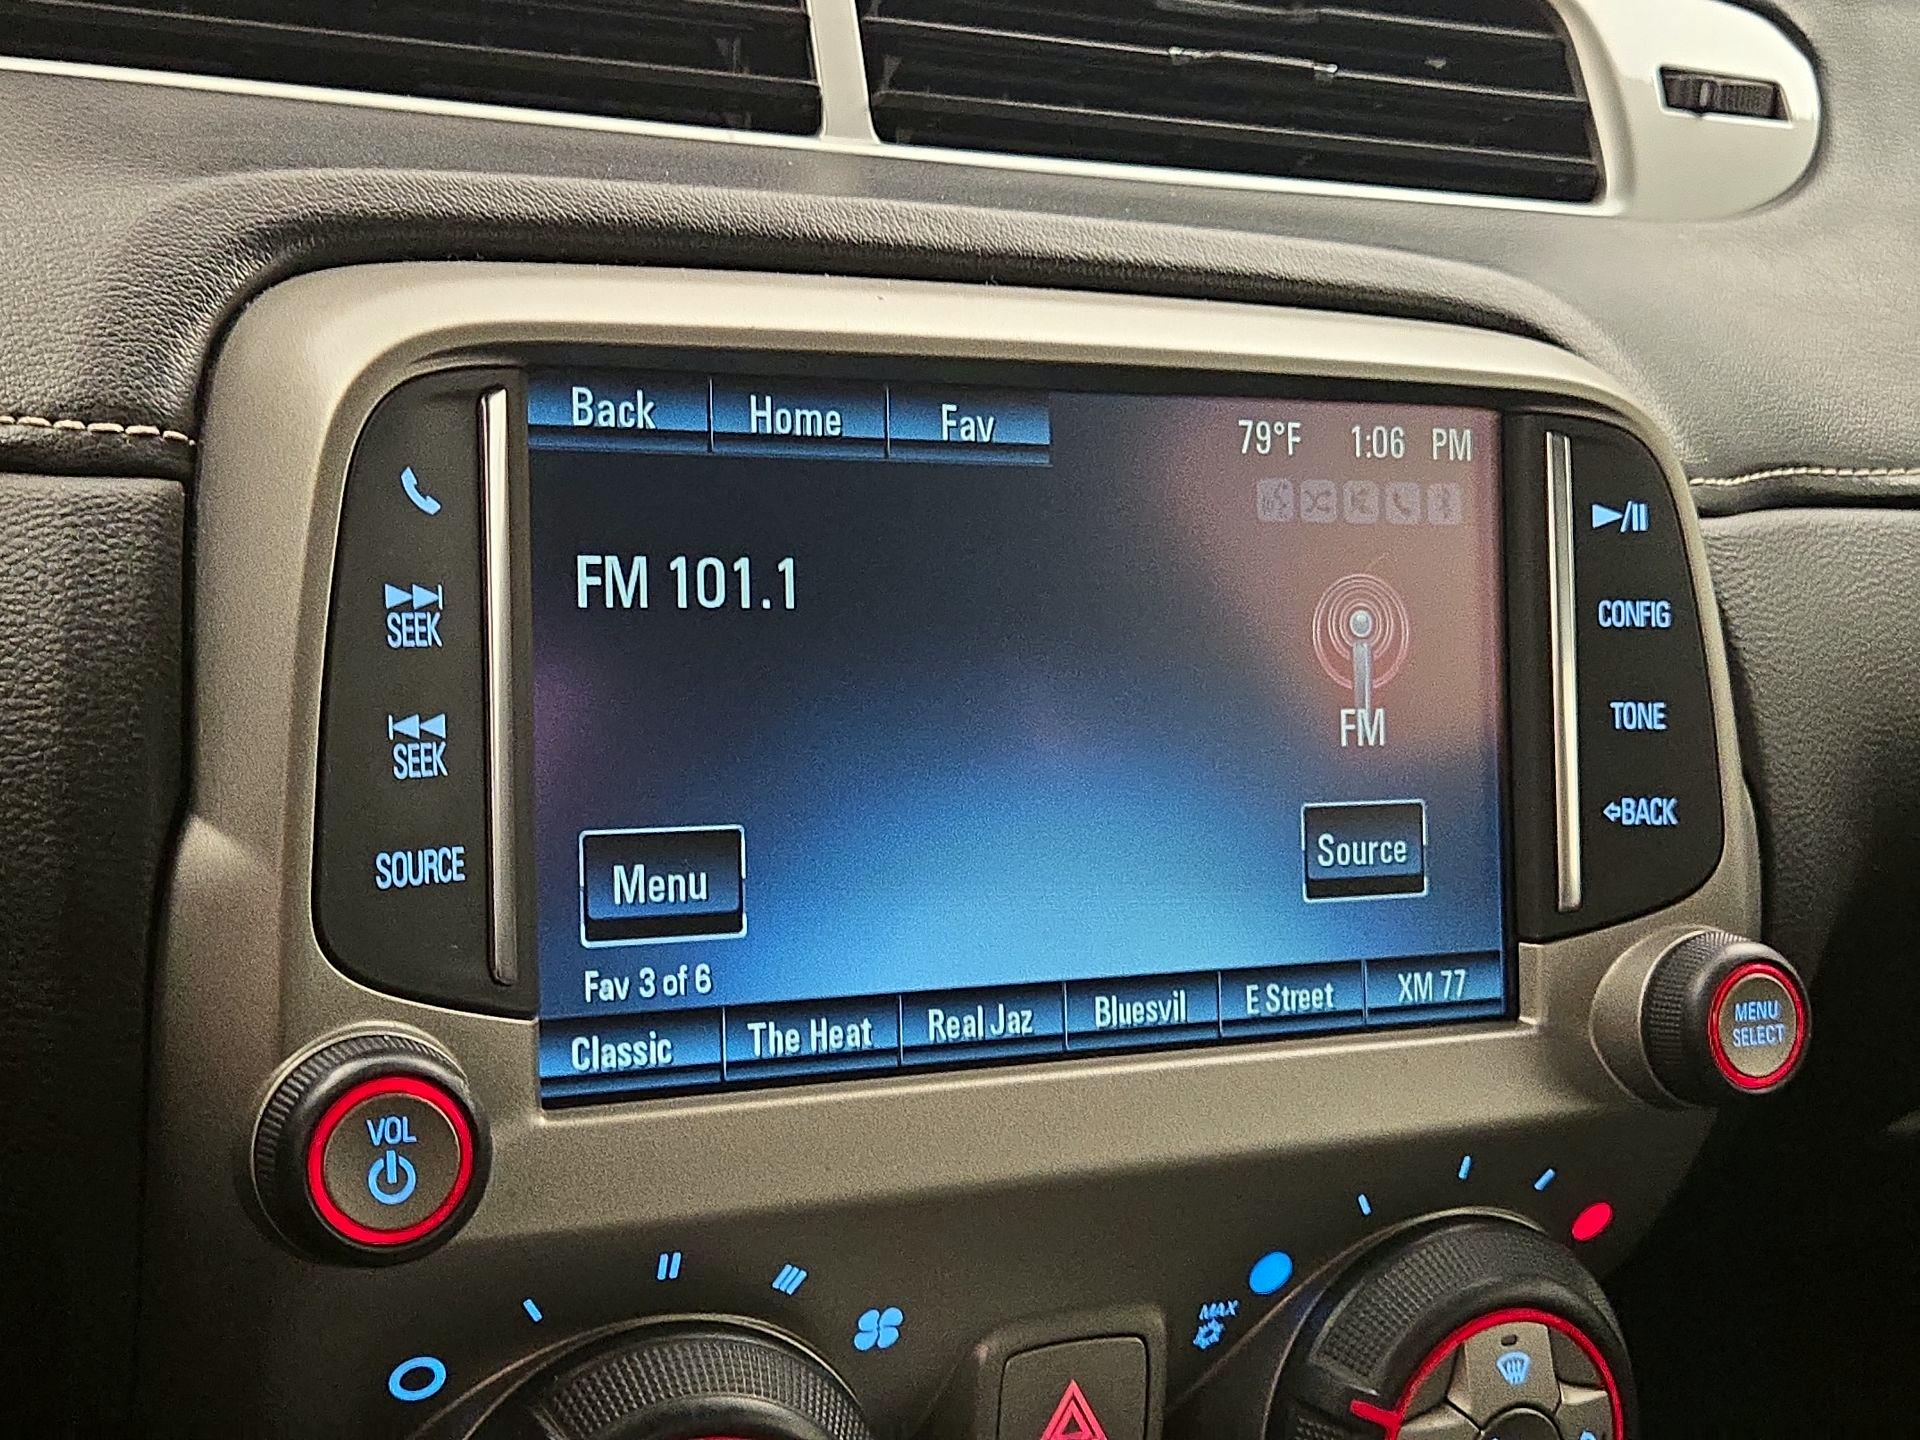 Back Home Fav
79°F 1:06 PM
FM 101.1
FM
Menu
Source
Fav 3 of 6
Classic The Heat Real Jaz Bluesvil E Street XM 77
SEEK
SEEK
SOURCE
CONFIG
TONE
BACK
VOL
MENU
SELECT
MAX